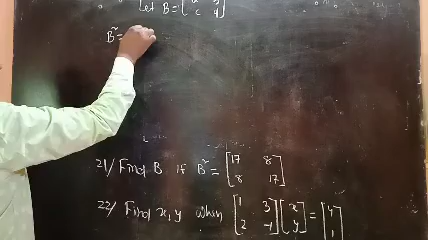 Let B = [ c 4 ]
B² =
21/ Find B if B² = [ 17 8 8 17 ]
22/ Find x, y when [ 1 3 2 -1 ] [ x y ] = [ 4 1 ]